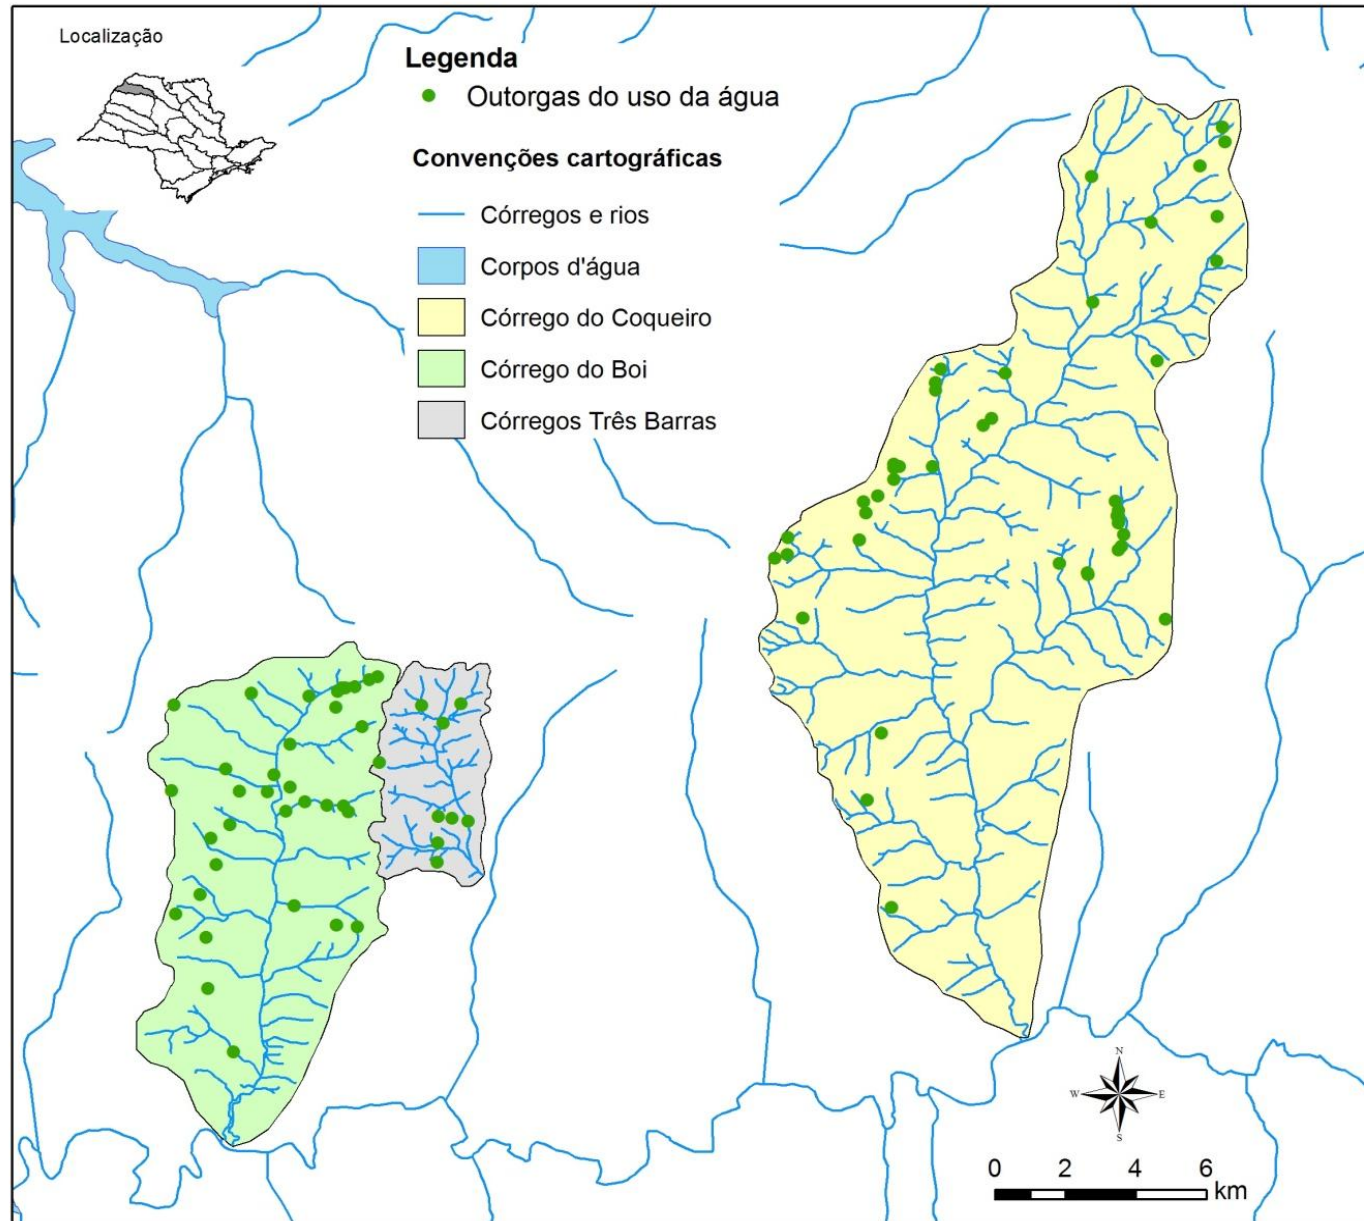 Localização
Legenda
Outorgas do uso da água
Convenções cartográficas
Córregos e rios
Corpos d'água
Córrego do Coqueiro
Córrego do Boi
Córregos Três Barras
N
W E
S
0 2 4 6
km